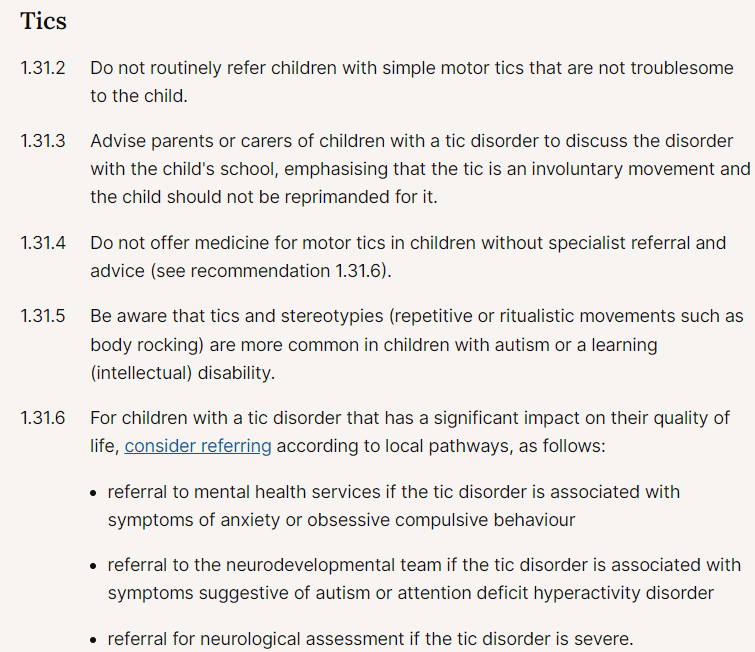 Tics
1.31.2 Do not routinely refer children with simple motor tics that are not troublesome
to the child.
1.31.3 Advise parents or carers of children with a tic disorder to discuss the disorder
with the child's school, emphasising that the tic is an involuntary movement and
the child should not be reprimanded for it.
1.31.4 Do not offer medicine for motor tics in children without specialist referral and
advice (see recommendation 1.31.6).
1.31.5 Be aware that tics and stereotypies (repetitive or ritualistic movements such as
body rocking) are more common in children with autism or a learning
(intellectual) disability.
1.31.6 For children with a tic disorder that has a significant impact on their quality of
life, consider referring according to local pathways, as follows:
• referral to mental health services if the tic disorder is associated with
symptoms of anxiety or obsessive compulsive behaviour
• referral to the neurodevelopmental team if the tic disorder is associated with
symptoms suggestive of autism or attention deficit hyperactivity disorder
• referral for neurological assessment if the tic disorder is severe.